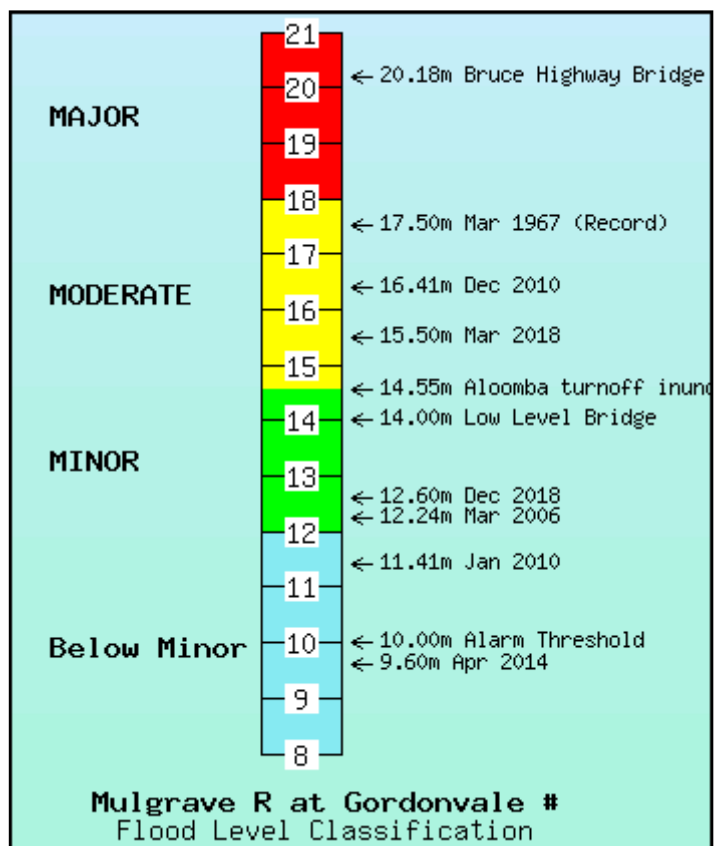 21
← 20.18m Bruce Highway Bridge
20
MAJOR
19
18
← 17.50m Mar 1967 (Record)
17
← 16.41m Dec 2010
MODERATE
16
← 15.50m Mar 2018
15
← 14.55m Aloomba turnoff inund
14
← 14.00m Low Level Bridge
MINOR
13
← 12.60m Dec 2018
← 12.24m Mar 2006
12
← 11.41m Jan 2010
11
Below Minor
10
← 10.00m Alarm Threshold
← 9.60m Apr 2014
9
8
Mulgrave R at Gordonvale #
Flood Level Classification